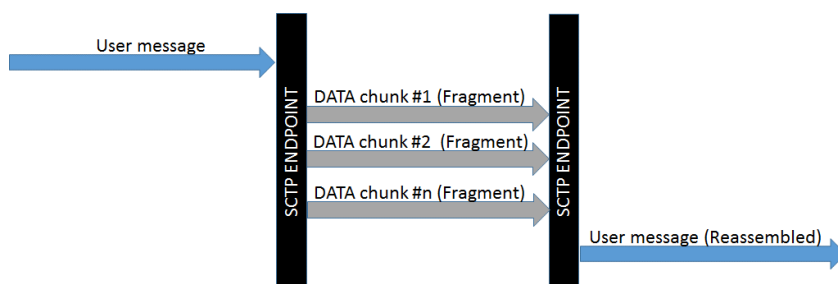 User message
SCTP ENDPOINT
DATA chunk #1 (Fragment)
DATA chunk #2  (Fragment)
DATA chunk #n (Fragment)
SCTP ENDPOINT
User message (Reassembled)